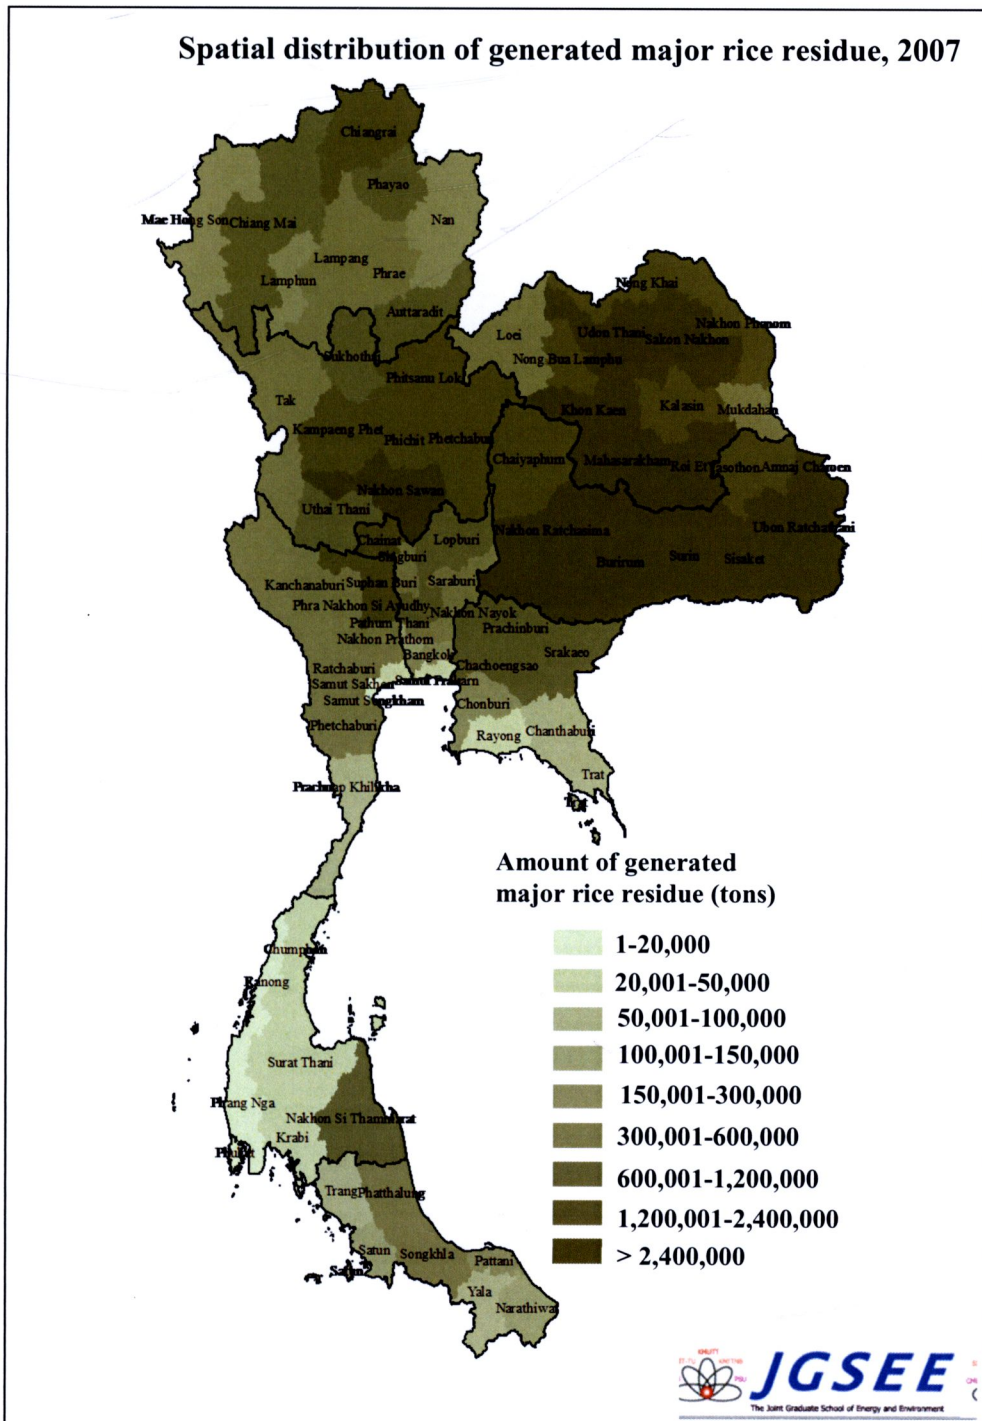 Spatial distribution of generated major rice residue, 2007
Chiangrai
Phayao
Mae Hong Son
Chiang Mai
Nan
Lampang
Phrae
Lamphun
Auttaradit
Nong Khai
Nakhon Phanom
Loei
Udon Thani
Sakon Nakhon
Sukhothai
Nong Bua Lamphu
Phitsanu Lok
Tak
Khon Kaen
Kalasin
Mukdahan
Kampaeng Phet
Phichit
Phetchabun
Chaiyaphum
Mahasarakham
Roi Et
Yasothon
Amnaj Charoen
Nakhon Sawan
Uthai Thani
Nakhon Ratchasima
Ubon Ratchathani
Chainat
Lopburi
Singburi
Burirum
Surin
Sisaket
Kanchanaburi
Suphan Buri
Saraburi
Phra Nakhon Si Ayudhy
Nakhon Nayok
Pathum Thani
Prachinburi
Nakhon Prathom
Bangkok
Srakaeo
Ratchaburi
Chachoengsao
Samut Sakhon
Samut Songkham
Chonburi
Phetchaburi
Rayong
Chanthaburi
Trat
Prachuap Khilikha
Trat
Amount of generated
major rice residue (tons)
1-20,000
20,001-50,000
50,001-100,000
100,001-150,000
150,001-300,000
300,001-600,000
600,001-1,200,000
1,200,001-2,400,000
> 2,400,000
Chumphon
Ranong
Surat Thani
Phang Nga
Nakhon Si Thammarat
Krabi
Phuket
Trang
Phatthalung
Satun
Songkhla
Satun
Pattani
Yala
Narathiwat
KMUTT
KMITNB
PSU
JGSEE
The Joint Graduate School of Energy and Environment